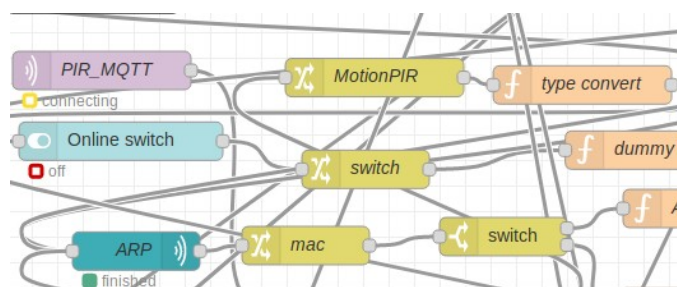 PIR_MQTT
MotionPIR
type convert
connecting
Online switch
switch
dummy
off
ARP
mac
switch
finished